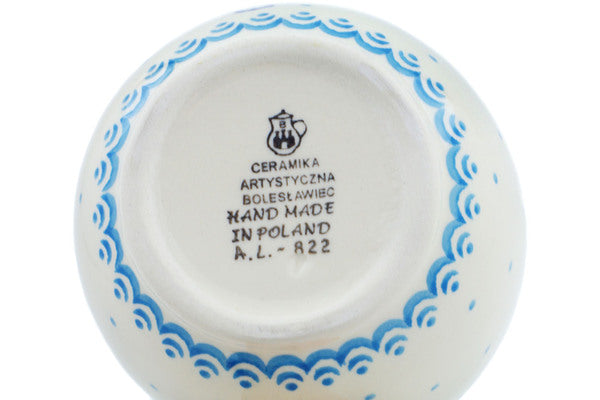 B
CERAMIKA
ARTYSTYCZNA
BOLESŁAWIEC
HAND MADE
IN POLAND
A.L. ~ 822